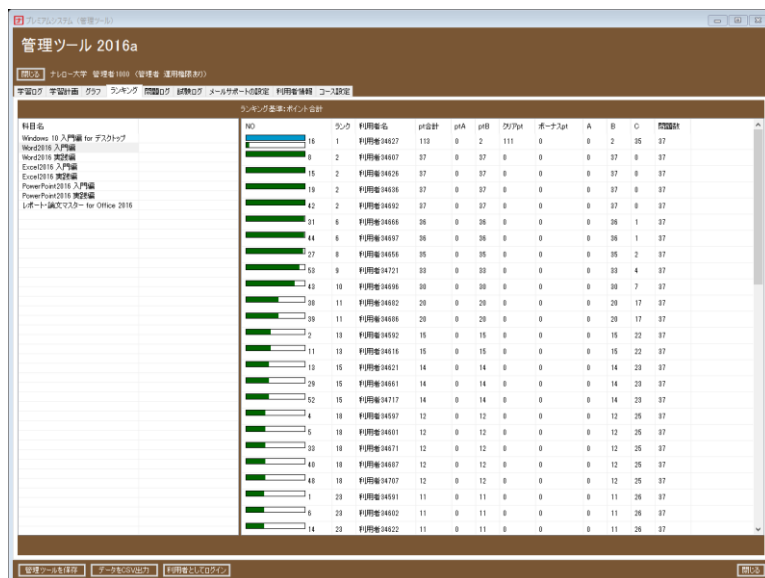 プレミアムシステム（管理ツール）
管理ツール 2016a
閉じる テレロー大学 管理者1000（管理者 運用権限あり）
学習ログ 学習計画 グラフ ランキング 問題ログ 試験ログ メールサポートの設定 利用者情報 コース設定
ランキング基準：ポイント合計
科目名
Windows 10 入門編 for デスクトップ
Word2016 入門編
Word2016 実践編
Excel2016 入門編
Excel2016 実践編
PowerPoint2016 入門編
PowerPoint2016 実践編
レポート・論文マスター for Office 2016
NO ランク 利用者名 pt合計 ptA ptB クリアpt ボーナスpt A B C 問題数
16 1 利用者34627 113 0 2 111 0 0 2 35 37
8 2 利用者34607 37 0 37 0 0 0 37 0 37
15 2 利用者34626 37 0 37 0 0 0 37 0 37
19 2 利用者34636 37 0 37 0 0 0 37 0 37
42 2 利用者34692 37 0 37 0 0 0 37 0 37
31 6 利用者34666 36 0 36 0 0 0 36 1 37
44 6 利用者34697 36 0 36 0 0 0 36 1 37
27 8 利用者34656 35 0 35 0 0 0 35 2 37
53 9 利用者34721 33 0 33 0 0 0 33 4 37
43 10 利用者34696 30 0 30 0 0 0 30 7 37
38 11 利用者34682 20 0 20 0 0 0 20 17 37
39 11 利用者34686 20 0 20 0 0 0 20 17 37
2 13 利用者34592 15 0 15 0 0 0 15 22 37
11 13 利用者34616 15 0 15 0 0 0 15 22 37
13 15 利用者34621 14 0 14 0 0 0 14 23 37
29 15 利用者34661 14 0 14 0 0 0 14 23 37
52 15 利用者34717 14 0 14 0 0 0 14 23 37
4 18 利用者34597 12 0 12 0 0 0 12 25 37
5 18 利用者34601 12 0 12 0 0 0 12 25 37
33 18 利用者34671 12 0 12 0 0 0 12 25 37
40 18 利用者34687 12 0 12 0 0 0 12 25 37
48 18 利用者34707 12 0 12 0 0 0 12 25 37
1 23 利用者34591 11 0 11 0 0 0 11 26 37
6 23 利用者34602 11 0 11 0 0 0 11 26 37
14 23 利用者34622 11 0 11 0 0 0 11 26 37
管理ツールを保存 データをCSV出力 利用者としてログイン 閉じる